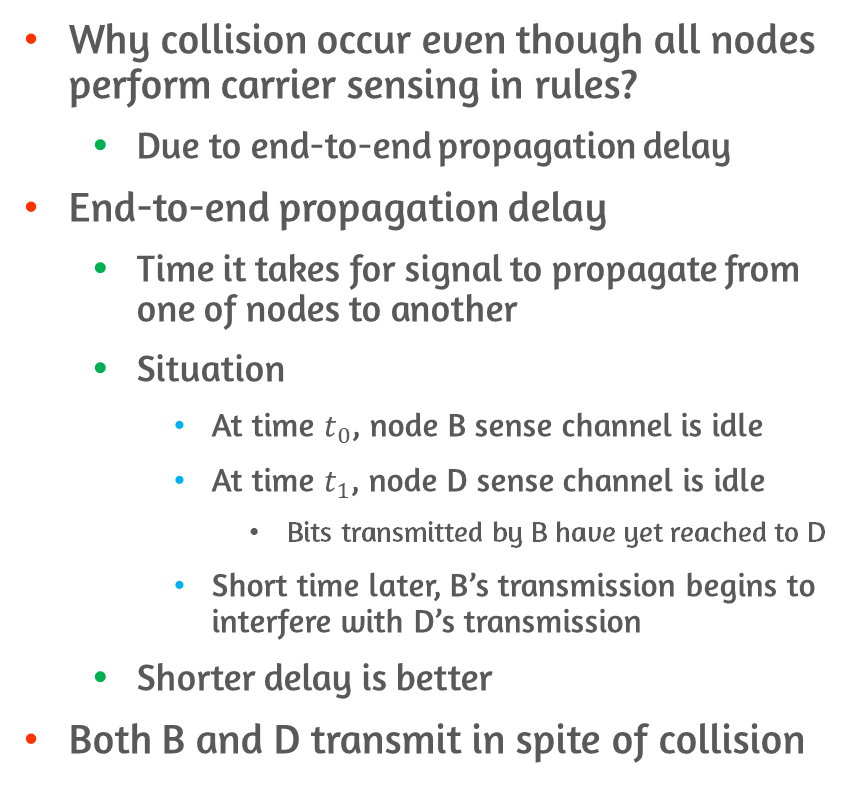 • Why collision occur even though all nodes
perform carrier sensing in rules?
• Due to end-to-end propagation delay
• End-to-end propagation delay
• Time it takes for signal to propagate from
one of nodes to another
• Situation
• At time t₀, node B sense channel is idle
• At time t₁, node D sense channel is idle
• Bits transmitted by B have yet reached to D
• Short time later, B’s transmission begins to
interfere with D’s transmission
• Shorter delay is better
• Both B and D transmit in spite of collision